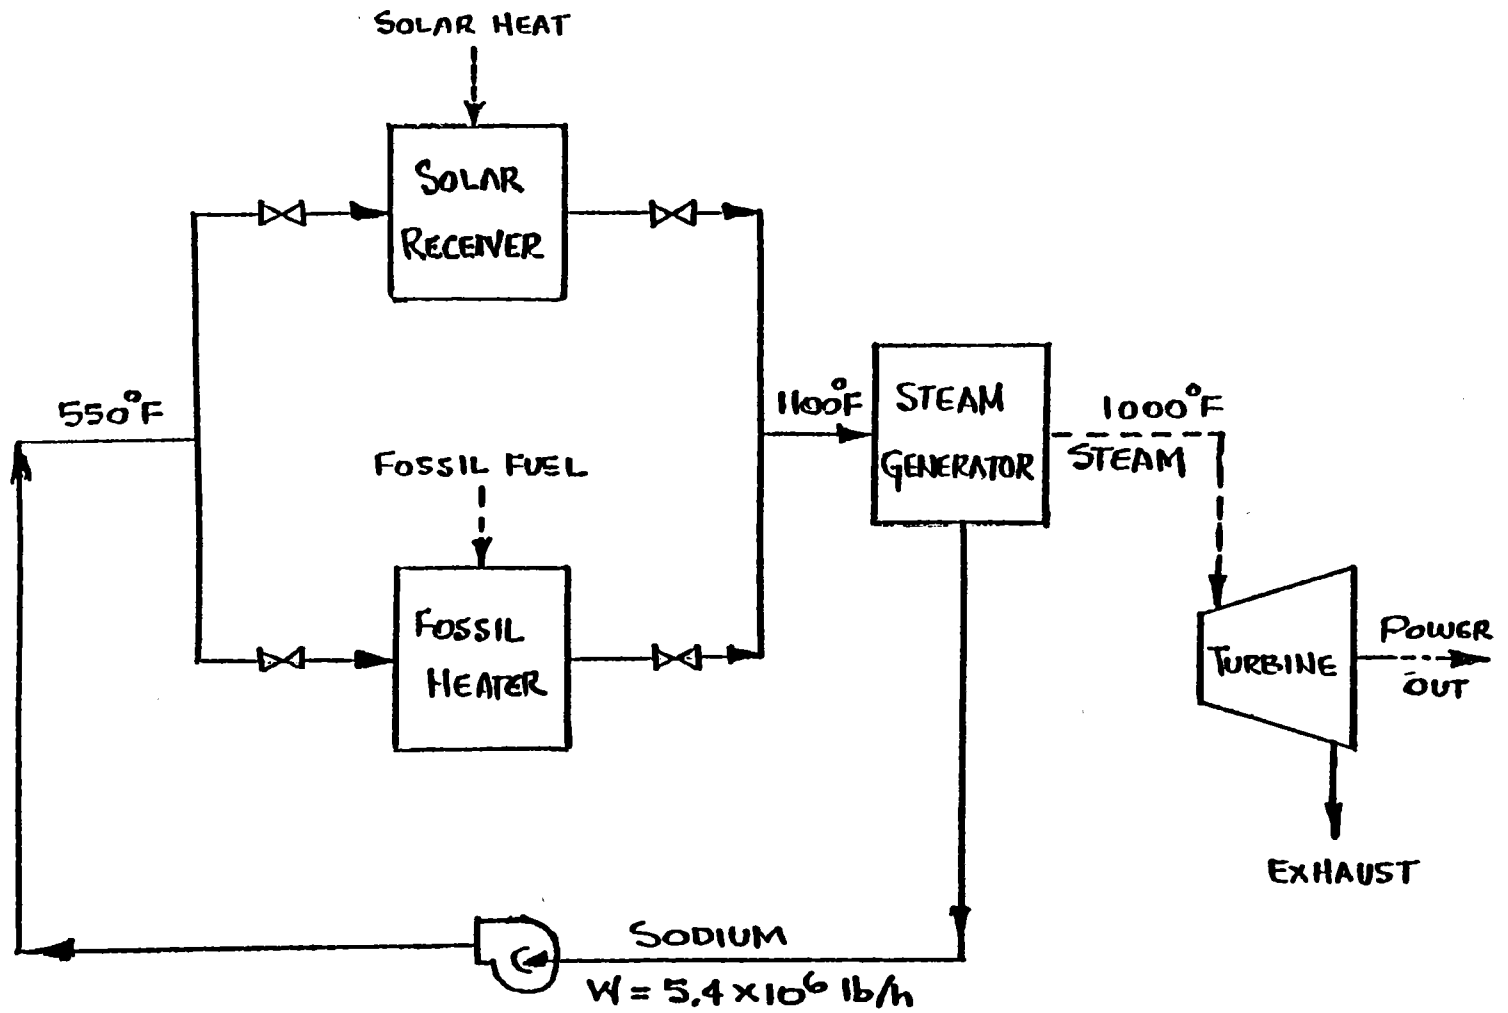 SOLAR HEAT
SOLAR
RECEIVER
550°F
1100°F
STEAM
GENERATOR
1000°F
STEAM
FOSSIL FUEL
FOSSIL
HEATER
TURBINE
POWER
OUT
EXHAUST
SODIUM
W = 5.4 × 10⁶ lb/h